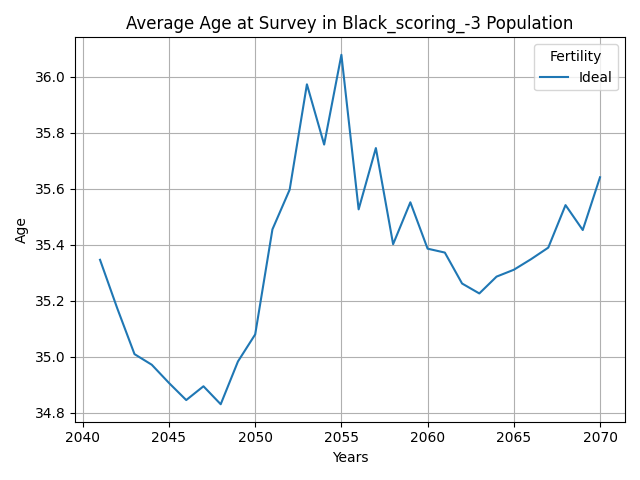 Average Age at Survey in Black_scoring_-3 Population
Fertility
Ideal
36.0
35.8
35.6
35.4
35.2
35.0
34.8
Age
2040
2045
2050
2055
2060
2065
2070
Years